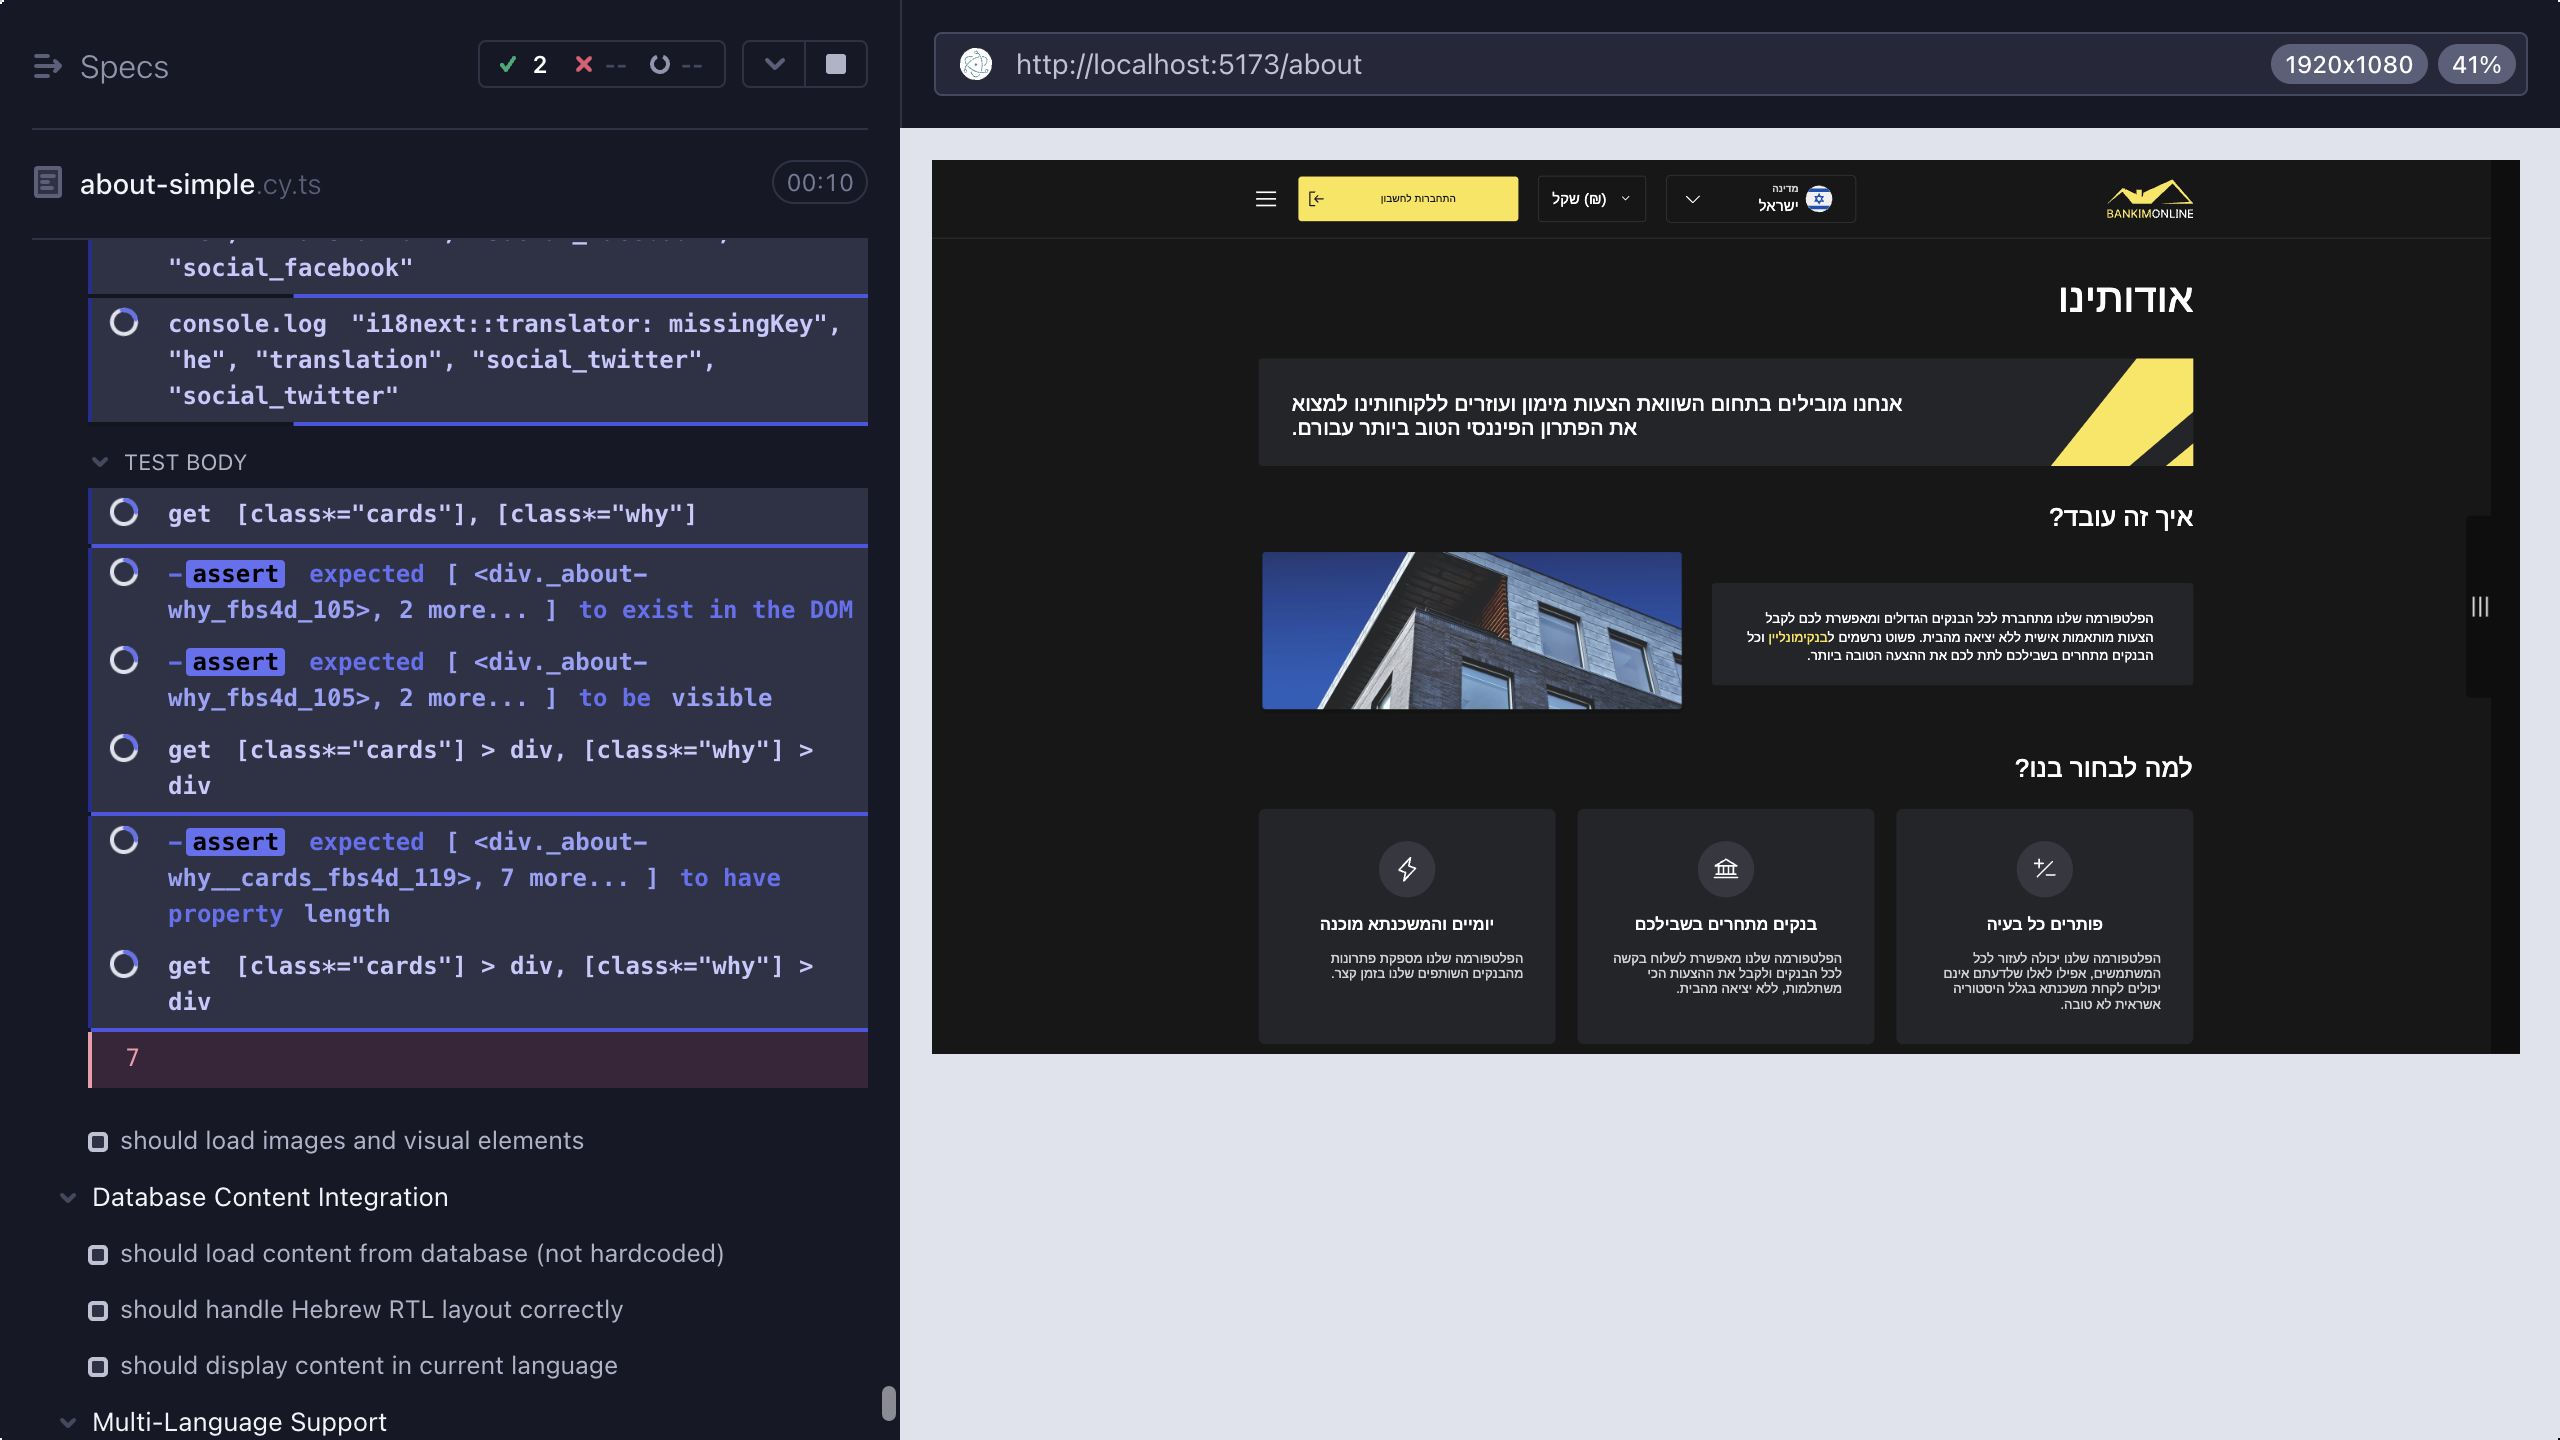 Specs
2
--
--
about-simple.cy.ts
00:10
"social_facebook"
console.log "i18next::translator: missingKey",
"he", "translation", "social_twitter",
"social_twitter"
TEST BODY
get [class*="cards"], [class*="why"]
-assert expected [ <div._about-
why_fbs4d_105>, 2 more... ] to exist in the DOM
-assert expected [ <div._about-
why_fbs4d_105>, 2 more... ] to be visible
get [class*="cards"] > div, [class*="why"] >
div
-assert expected [ <div._about-
why__cards_fbs4d_119>, 7 more... ] to have
property length
get [class*="cards"] > div, [class*="why"] >
div
7
should load images and visual elements
Database Content Integration
should load content from database (not hardcoded)
should handle Hebrew RTL layout correctly
should display content in current language
Multi-Language Support
http://localhost:5173/about
1920x1080
41%
BANKIMONLINE
מדינה
ישראל
שקל (₪)
התחברות לחשבון
אודותינו
אנחנו מובילים בתחום השוואת הצעות מימון ועוזרים ללקוחותינו למצוא
את הפתרון הפיננסי הטוב ביותר עבורם.
איך זה עובד?
הפלטפורמה שלנו מתחברת לכל הבנקים הגדולים ומאפשרת לכם לקבל
הצעות מותאמות אישית ללא יציאה מהבית. פשוט נרשמים לבנקימונליין וכל
הבנקים מתחרים בשבילכם לתת לכם את ההצעה הטובה ביותר.
למה לבחור בנו?
פותרים כל בעיה
הפלטפורמה שלנו יכולה לעזור לכל
המשתמשים, אפילו לאלו שלדעתם אינם
יכולים לקחת משכנתא בגלל היסטוריה
אשראית לא טובה.
בנקים מתחרים בשבילכם
הפלטפורמה שלנו מאפשרת לשלוח בקשה
לכל הבנקים ולקבל את ההצעות הכי
משתלמות, ללא יציאה מהבית.
יומיים והמשכנתא מוכנה
הפלטפורמה שלנו מספקת פתרונות
מהבנקים השותפים שלנו בזמן קצר.